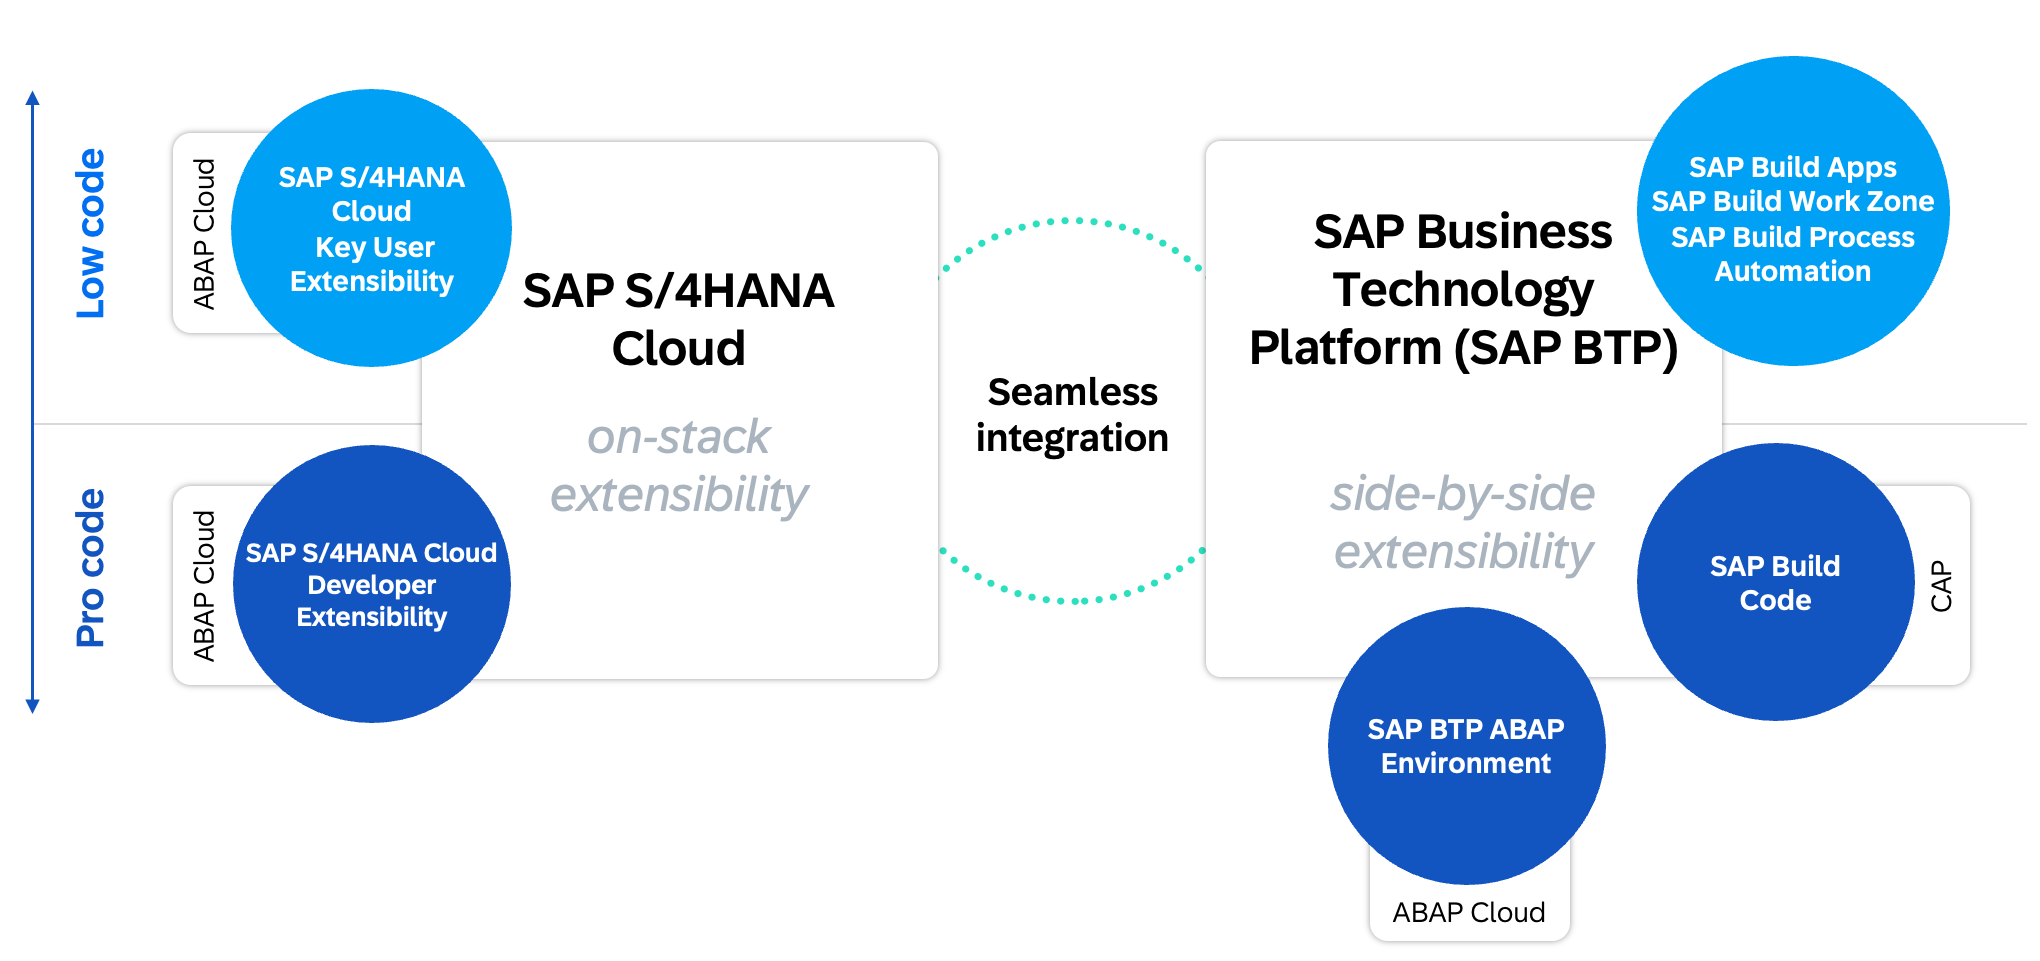 Low code
Pro code
ABAP Cloud
SAP S/4HANA
Cloud
Key User
Extensibility
ABAP Cloud
SAP S/4HANA Cloud
Developer
Extensibility
SAP S/4HANA
Cloud
on-stack
extensibility
Seamless
integration
SAP Business
Technology
Platform (SAP BTP)
side-by-side
extensibility
SAP Build Apps
SAP Build Work Zone
SAP Build Process
Automation
SAP Build
Code
CAP
SAP BTP ABAP
Environment
ABAP Cloud